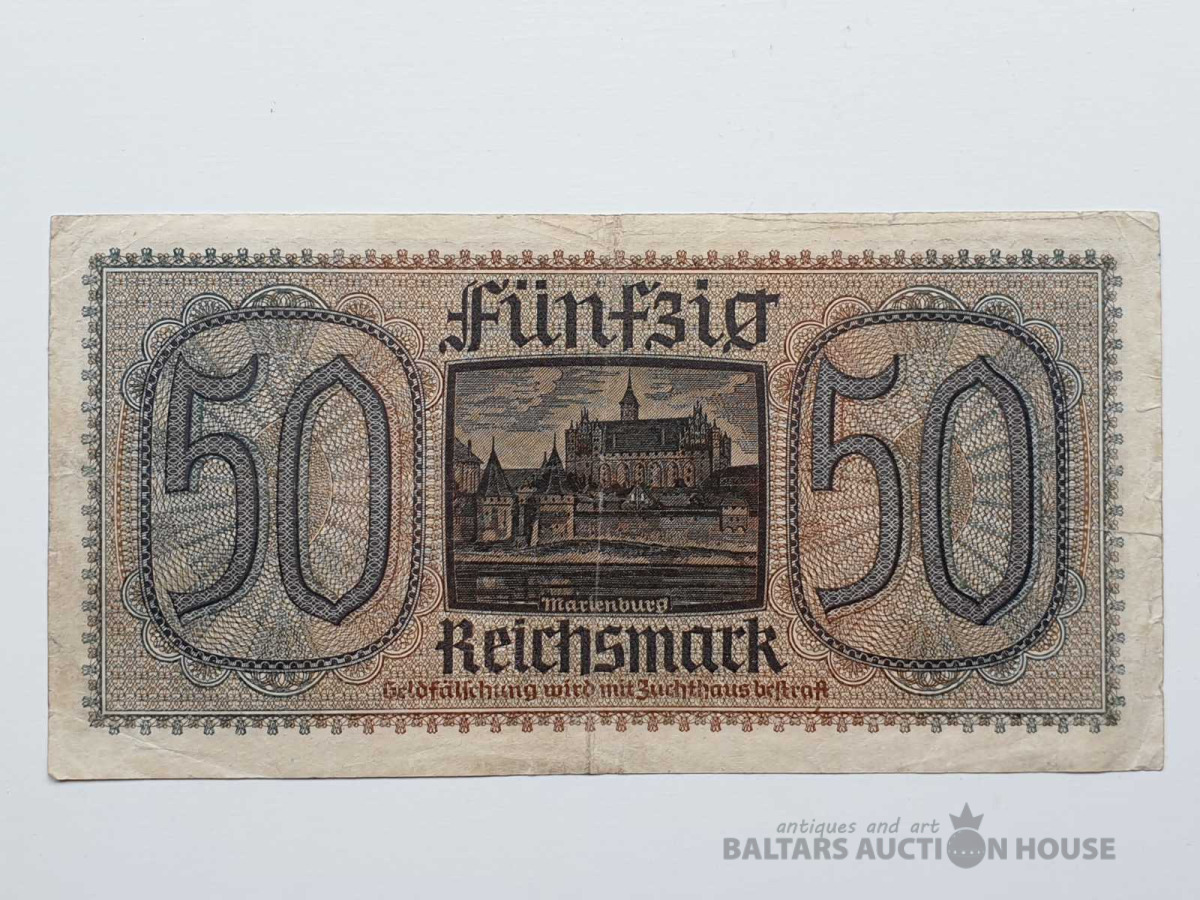 Fünfzig
50
50
Marienburg
Reichsmark
Geldfälschung wird mit Zuchthaus bestraft
antiques and art
BALTARS AUCTION HOUSE